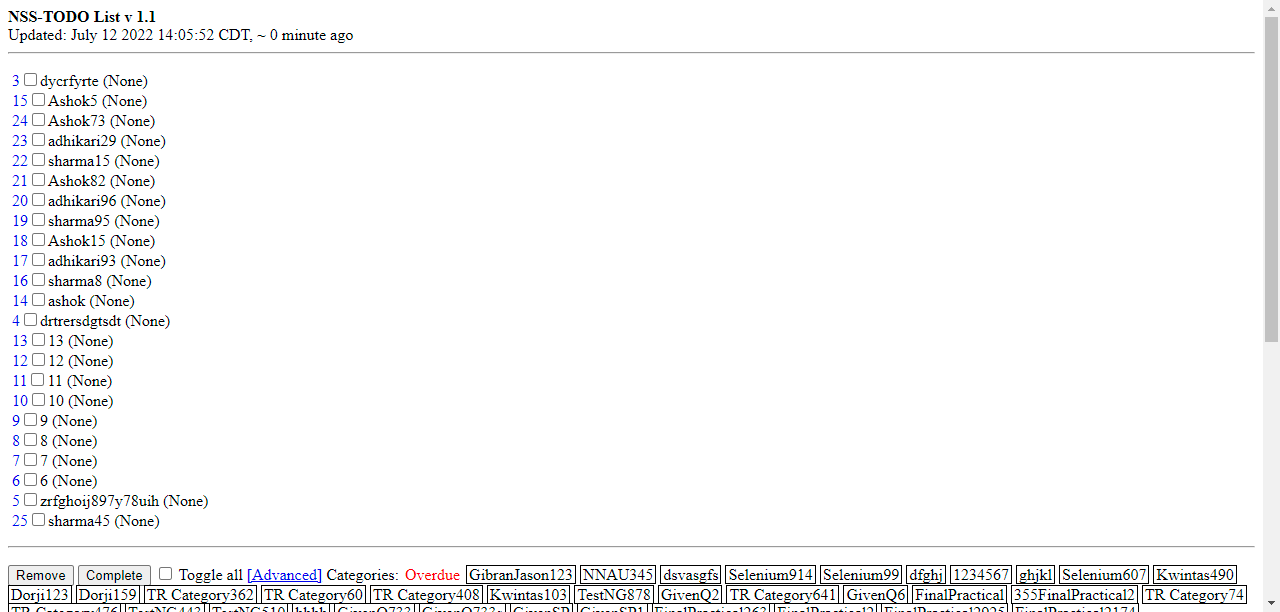 NSS-TODO List v 1.1
Updated: July 12 2022 14:05:52 CDT, ~ 0 minute ago
3 dycrfyrte (None)
15 Ashok5 (None)
24 Ashok73 (None)
23 adhikari29 (None)
22 sharma15 (None)
21 Ashok82 (None)
20 adhikari96 (None)
19 sharma95 (None)
18 Ashok15 (None)
17 adhikari93 (None)
16 sharma8 (None)
14 ashok (None)
4 drtrersdgtsdt (None)
13 13 (None)
12 12 (None)
11 11 (None)
10 10 (None)
9 9 (None)
8 8 (None)
7 7 (None)
6 6 (None)
5 zrfghoij897y78uih (None)
25 sharma45 (None)
Remove Complete Toggle all [Advanced] Categories: Overdue GibranJason123 NNAU345 dsvasgfs Selenium914 Selenium99 dfghj 1234567 ghjkl Selenium607 Kwintas490
Dorji123 Dorji159 TR Category362 TR Category60 TR Category408 Kwintas103 TestNG878 GivenQ2 TR Category641 GivenQ6 FinalPractical 355FinalPractical2 TR Category74